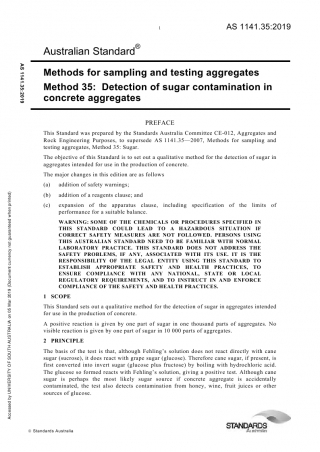 1
AS 1141.35:2019
AS 1141.35-2019
Australian Standard®
Methods for sampling and testing aggregates
Method 35: Detection of sugar contamination in
concrete aggregates
PREFACE
This Standard was prepared by the Standards Australia Committee CE-012, Aggregates and
Rock Engineering Purposes, to supersede AS 1141.35—2007, Methods for sampling and
testing aggregates, Method 35: Sugar.
The objective of this Standard is to set out a qualitative method for the detection of sugar in
aggregates intended for use in the production of concrete.
The major changes in this edition are as follows
(a) addition of safety warnings;
(b) addition of a reagents clause; and
(c) expansion of the apparatus clause, including specification of the limits of
performance for a suitable balance.
WARNING: SOME OF THE CHEMICALS OR PROCEDURES SPECIFIED IN
THIS STANDARD COULD LEAD TO A HAZARDOUS SITUATION IF
CORRECT SAFETY MEASURES ARE NOT FOLLOWED. PERSONS USING
THIS AUSTRALIAN STANDARD NEED TO BE FAMILIAR WITH NORMAL
LABORATORY PRACTICE. THIS STANDARD DOES NOT ADDRESS THE
SAFETY PROBLEMS, IF ANY, ASSOCIATED WITH ITS USE. IT IS THE
RESPONSIBILITY OF THE LEGAL ENTITY USING THIS STANDARD TO
ESTABLISH APPROPRIATE SAFETY AND HEALTH PRACTICES, TO
ENSURE COMPLIANCE WITH ANY NATIONAL, STATE OR LOCAL
REGULATORY REQUIREMENTS, AND TO INSTRUCT IN AND ENFORCE
COMPLIANCE OF THE SAFETY AND HEALTH PRACTICES.
1 SCOPE
This Standard sets out a qualitative method for the detection of sugar in aggregates intended
for use in the production of concrete.
A positive reaction is given by one part of sugar in one thousand parts of aggregates. No
visible reaction is given by one part of sugar in 10 000 parts of aggregates.
2 PRINCIPLE
The basis of the test is that, although Fehling's solution does not react directly with cane
sugar (sucrose), it does react with grape sugar (glucose). Therefore cane sugar, if present, is
first converted into invert sugar (glucose plus fructose) by boiling with hydrochloric acid.
The glucose so formed reacts with Fehling's solution, giving a positive test. Although cane
sugar is perhaps the most likely sugar source if concrete aggregate is accidentally
contaminated, the test also detects contamination from honey, wine, fruit juices or other
sources of glucose.
Accessed by UNIVERSITY OF SOUTH AUSTRALIA on 05 Mar 2019 (Document currency not guaranteed when printed)
© Standards Australia
STANDARDS
Australia